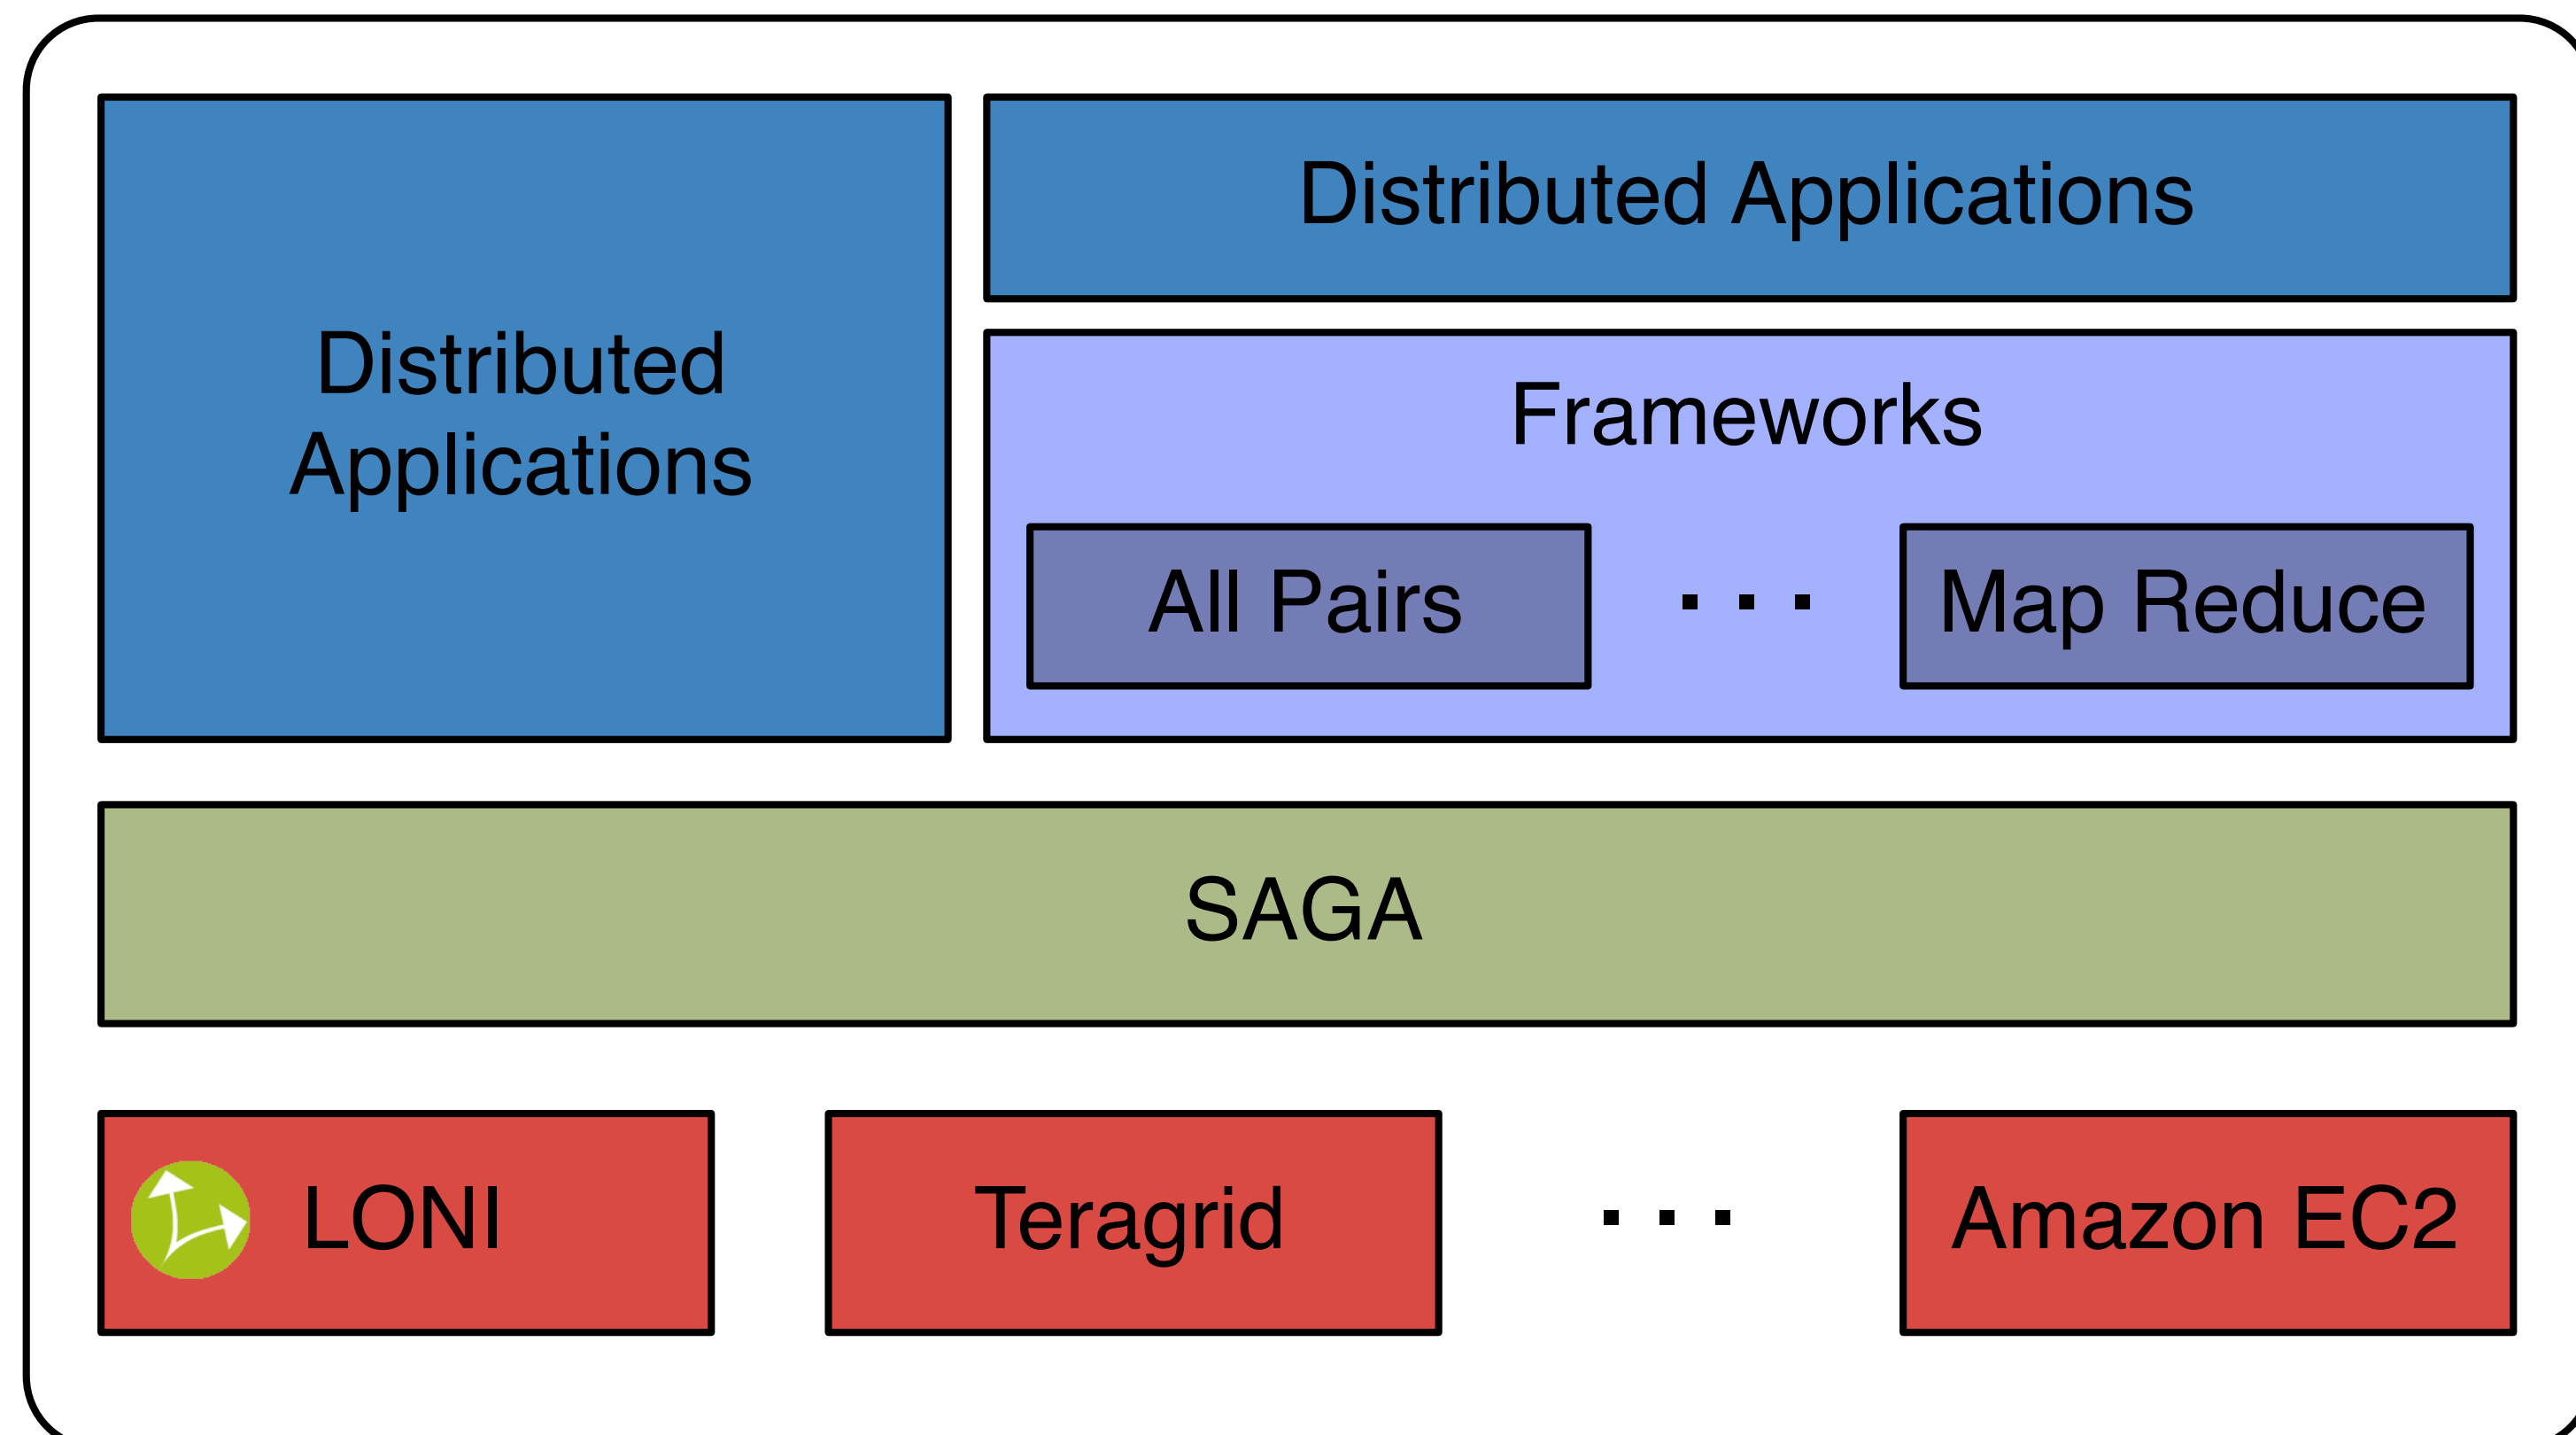 Distributed
Applications
Distributed Applications
Frameworks
All Pairs
. . .
Map Reduce
SAGA
LONI
Teragrid
. . .
Amazon EC2